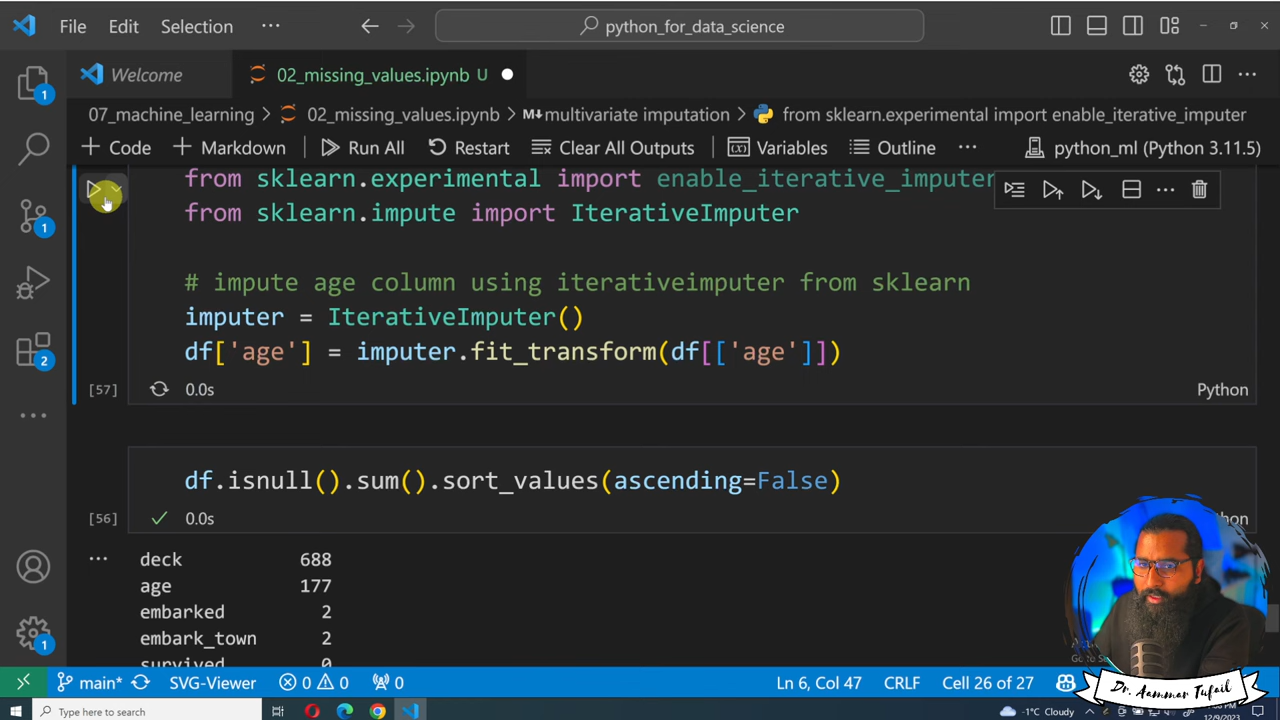 File Edit Selection ··· python_for_data_science
Welcome 02_missing_values.ipynb U
07_machine_learning > 02_missing_values.ipynb > M↓multivariate imputation > from sklearn.experimental import enable_iterative_imputer
+ Code + Markdown Run All Restart Clear All Outputs Variables Outline ··· python_ml (Python 3.11.5)
from sklearn.experimental import enable_iterative_imputer
from sklearn.impute import IterativeImputer
# impute age column using iterativeimputer from sklearn
imputer = IterativeImputer()
df['age'] = imputer.fit_transform(df[['age']])
[57] 0.0s Python
df.isnull().sum().sort_values(ascending=False)
[56] 0.0s
deck 688
age 177
embarked 2
embark_town 2
survived 0
1
1
2
1
main* SVG-Viewer 0 0 0 Ln 6, Col 47 CRLF Cell 26 of 27
Dr. Aammar Tufail
Type here to search -1°C Cloudy
12/9/2023